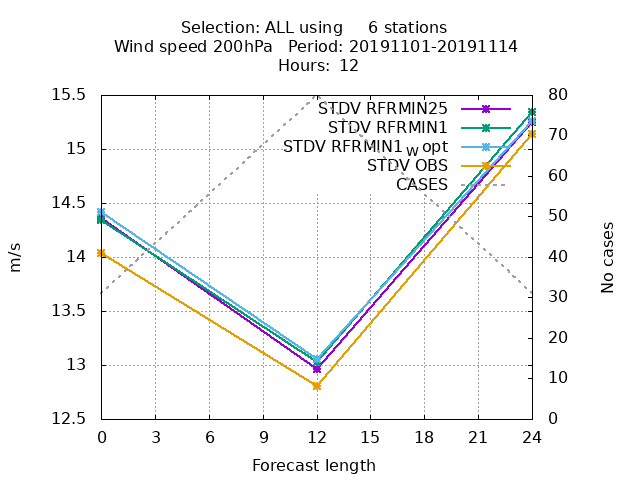 Selection: ALL using     6 stations
Wind speed 200hPa   Period: 20191101-20191114
Hours:  12
STDV RFRMIN25
STDV RFRMIN1
STDV RFRMIN1 w opt
STDV OBS
CASES
15.5
15
14.5
14
13.5
13
12.5
80
70
60
50
40
30
20
10
0
m/s
No cases
0 3 6 9 12 15 18 21 24
Forecast length